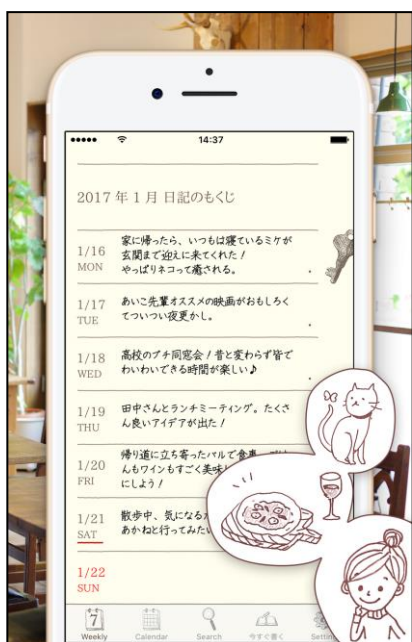 14:37
2017年1月 日記のもくじ
1/16
MON
家に帰ったら、いつもは寝ているミケが
玄関まで迎えに来てくれた！
やっぱりネコって癒される。
1/17
TUE
あいこ先輩オススメの映画がおもしろく
てついつい夜更かし。
1/18
WED
高校のプチ同窓会！昔と変わらず皆で
わいわいできる時間が楽しい♪
1/19
THU
田中さんとランチミーティング。たくさ
ん良いアイデアが出た！
1/20
FRI
帰り道に立ち寄ったバルで食事。
んもワインもすごく美味し
にしよう！
1/21
SAT
散歩中、気になる
あかねと行ってみたい
1/22
SUN
7
Weekly
Calendar
Search
今すぐ書く
Setting